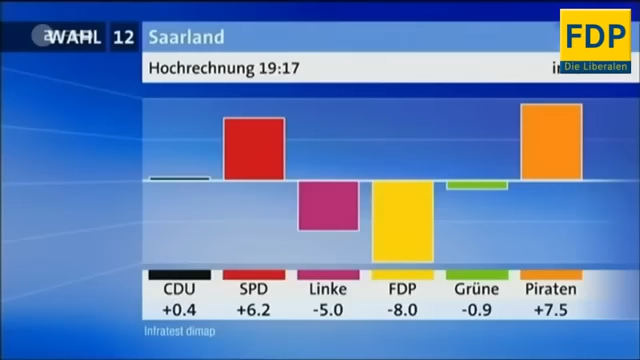 WAHL 12
Saarland
FDP
Die Liberalen
Hochrechnung 19:17
CDU SPD Linke FDP Grüne Piraten
+0.4 +6.2 -5.0 -8.0 -0.9 +7.5
Infratest dimap